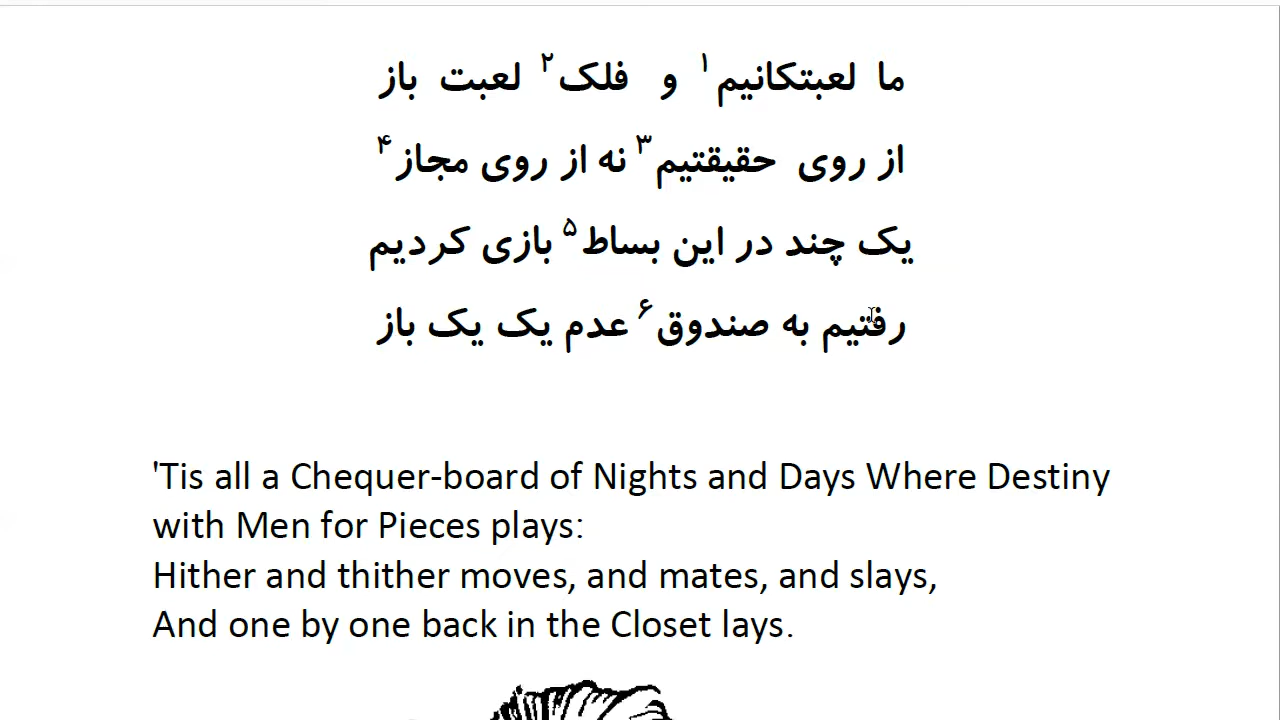 ما لعبتکانیم۱ و فلک۲ لعبت باز
از روی حقیقتیم۳ نه از روی مجاز۴
یک چند در این بساط۵ بازی کردیم
رفتیم به صندوق۶ عدم یک یک باز
'Tis all a Chequer-board of Nights and Days Where Destiny
with Men for Pieces plays:
Hither and thither moves, and mates, and slays,
And one by one back in the Closet lays.